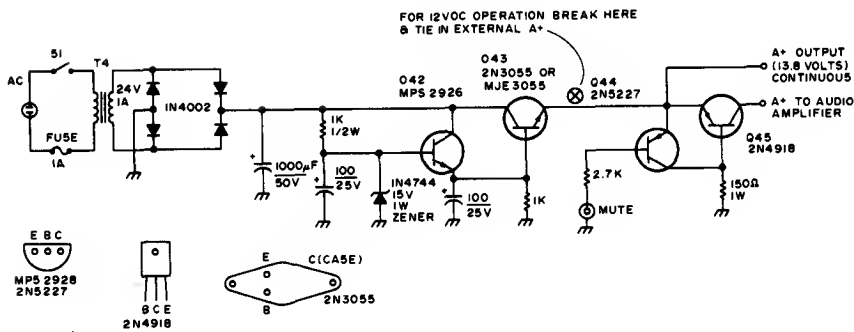 FOR 12VDC OPERATION BREAK HERE
& TIE IN EXTERNAL A+
S1
T4
AC
24V
1A
FUSE
1A
1N4002
1K
1/2W
1000µF
50V
100
25V
1N4744
15V
1W
ZENER
Q42
MPS 2926
100
25V
Q43
2N3055 OR
MJE3055
1K
Q44
2N5227
2.7K
MUTE
A+ OUTPUT
(13.8 VOLTS)
CONTINUOUS
A+ TO AUDIO
AMPLIFIER
Q45
2N4918
150Ω
1W
E B C
MPS 2928
2N5227
B C E
2N4918
E
B
C(CASE)
2N3055